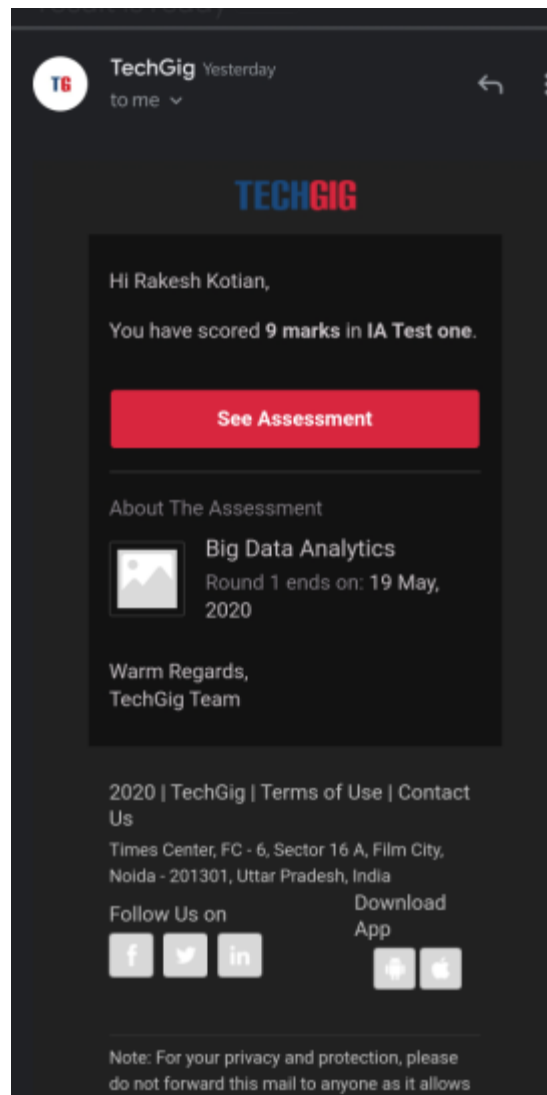 TG
TechGig Yesterday
to me
TECHGIG
Hi Rakesh Kotian,
You have scored 9 marks in IA Test one.
See Assessment
About The Assessment
Big Data Analytics
Round 1 ends on: 19 May,
2020
Warm Regards,
TechGig Team
2020 | TechGig | Terms of Use | Contact
Us
Times Center, FC - 6, Sector 16 A, Film City,
Noida - 201301, Uttar Pradesh, India
Follow Us on
Download
App
f
in
Note: For your privacy and protection, please
do not forward this mail to anyone as it allows